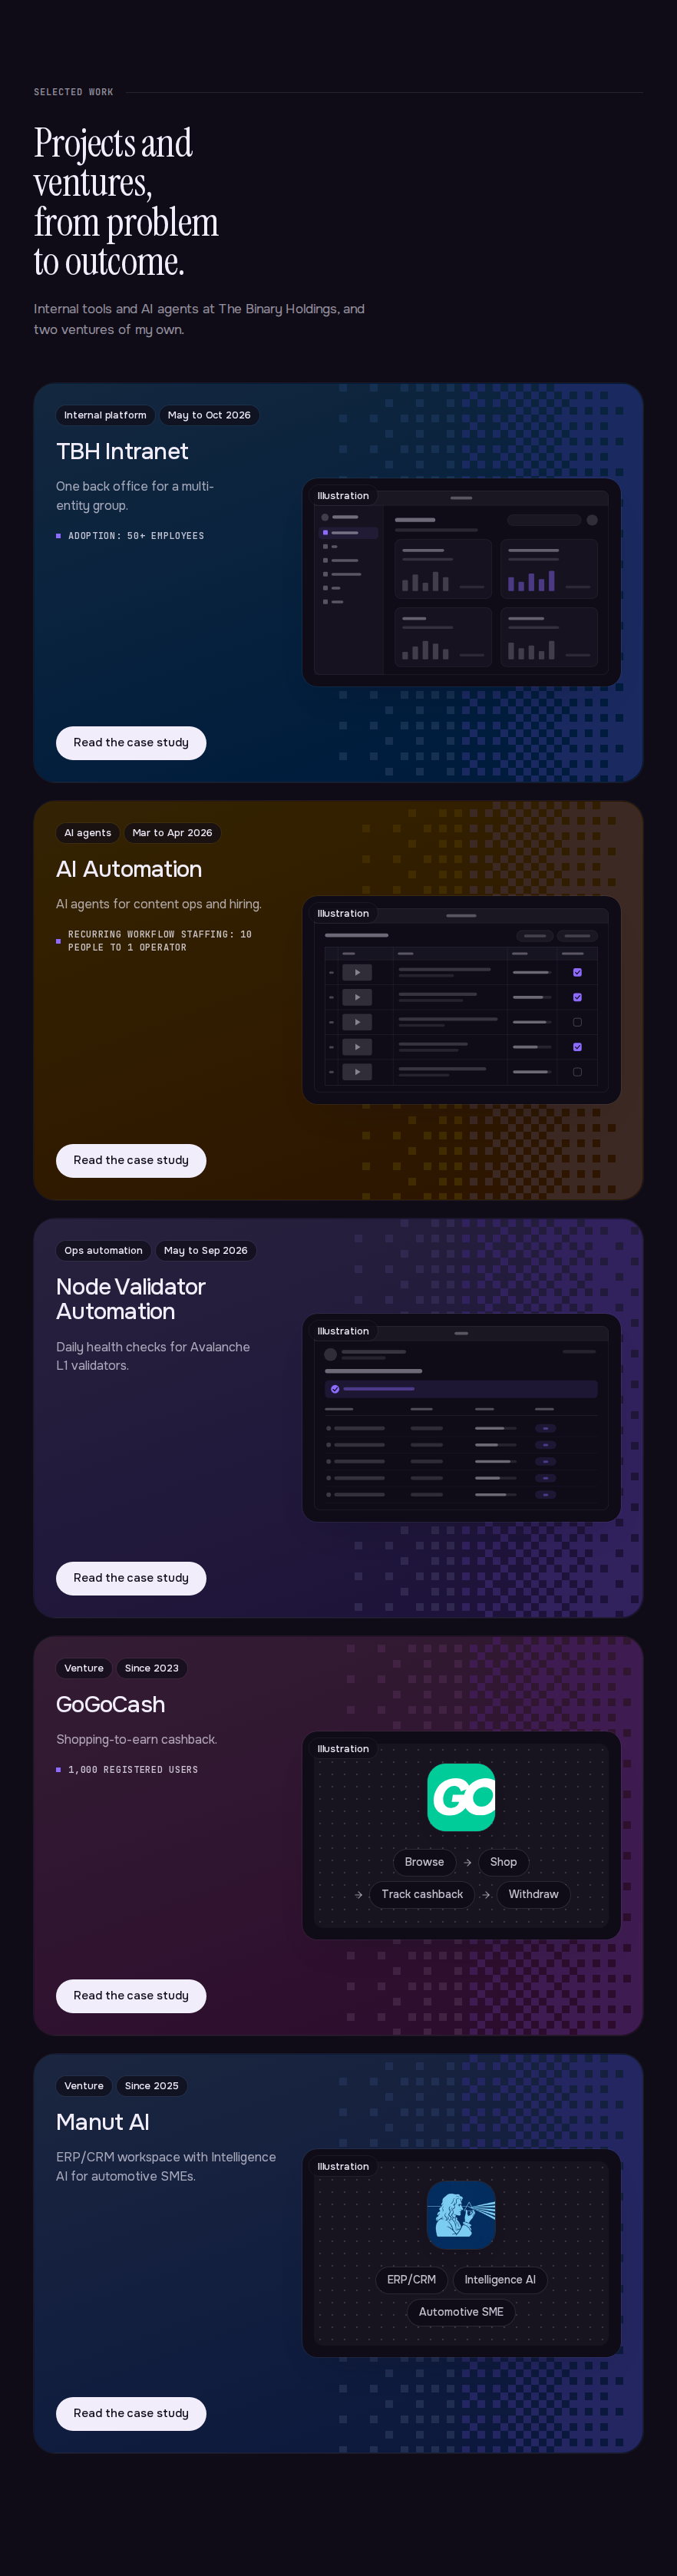 SELECTED WORK
Projects and
ventures,
from problem
to outcome.
Internal tools and AI agents at The Binary Holdings, and
two ventures of my own.
Internal platform
May to Oct 2026
TBH Intranet
One back office for a multi-
entity group.
ADOPTION: 50+ EMPLOYEES
Illustration
Read the case study
AI agents
Mar to Apr 2026
AI Automation
AI agents for content ops and hiring.
RECURRING WORKFLOW STAFFING: 10
PEOPLE TO 1 OPERATOR
Illustration
Read the case study
Ops automation
May to Sep 2026
Node Validator
Automation
Daily health checks for Avalanche
L1 validators.
Illustration
Read the case study
Venture
Since 2023
GoGoCash
Shopping-to-earn cashback.
1,000 REGISTERED USERS
Illustration
GO
Browse → Shop
→ Track cashback → Withdraw
Read the case study
Venture
Since 2025
Manut AI
ERP/CRM workspace with Intelligence
AI for automotive SMEs.
Illustration
ERP/CRM
Intelligence AI
Automotive SME
Read the case study